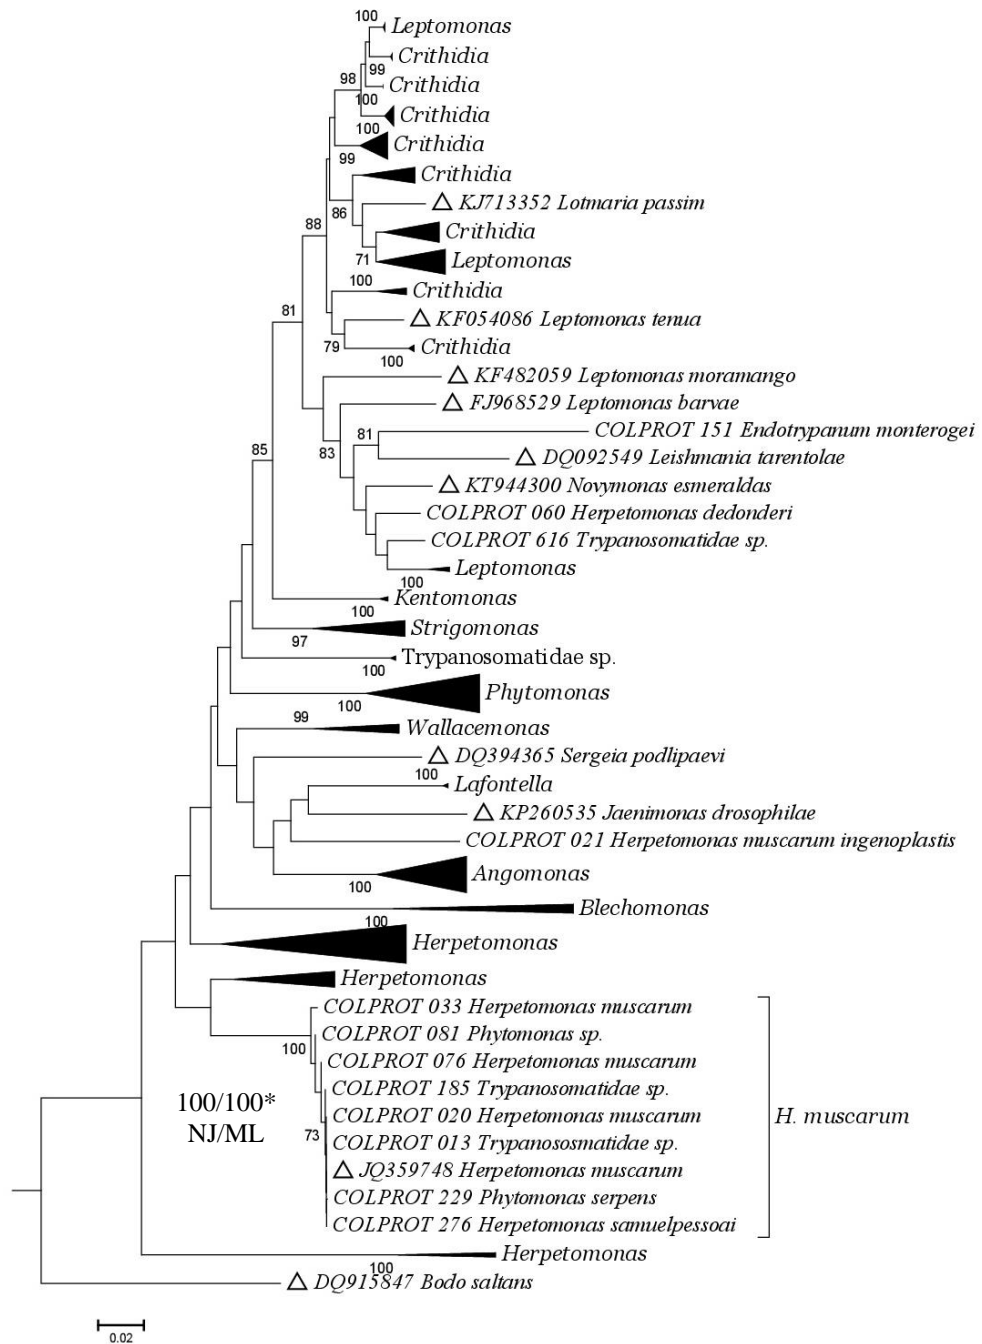 100
Leptomonas
Crithidia
99
98
Crithidia
100
Crithidia
100
Crithidia
99
Crithidia
86
△ KJ713352 Lotmaria passim
88
Crithidia
71
Leptomonas
100
Crithidia
81
△ KF054086 Leptomonas tenua
79
Crithidia
100
△ KF482059 Leptomonas moramango
△ FJ968529 Leptomonas barvae
81
COLPROT 151 Endotrypanum monterogei
85
83
△ DQ092549 Leishmania tarentolae
△ KT944300 Novymonas esmeraldas
COLPROT 060 Herpetomonas dedonderi
COLPROT 616 Trypanosomatidae sp.
Leptomonas
100
Kentomonas
100
Strigomonas
97
Trypanosomatidae sp.
100
Phytomonas
100
99
Wallacemonas
△ DQ394365 Sergeia podlipaevi
100
Lafontella
△ KP260535 Jaenimonas drosophilae
COLPROT 021 Herpetomonas muscarum ingenoplastis
Angomonas
100
Blechomonas
100
Herpetomonas
Herpetomonas
COLPROT 033 Herpetomonas muscarum
COLPROT 081 Phytomonas sp.
100
COLPROT 076 Herpetomonas muscarum
COLPROT 185 Trypanosomatidae sp.
100/100*
NJ/ML
COLPROT 020 Herpetomonas muscarum
H. muscarum
73
COLPROT 013 Trypanososmatidae sp.
△ JQ359748 Herpetomonas muscarum
COLPROT 229 Phytomonas serpens
COLPROT 276 Herpetomonas samuelpessoai
Herpetomonas
100
△ DQ915847 Bodo saltans
0.02